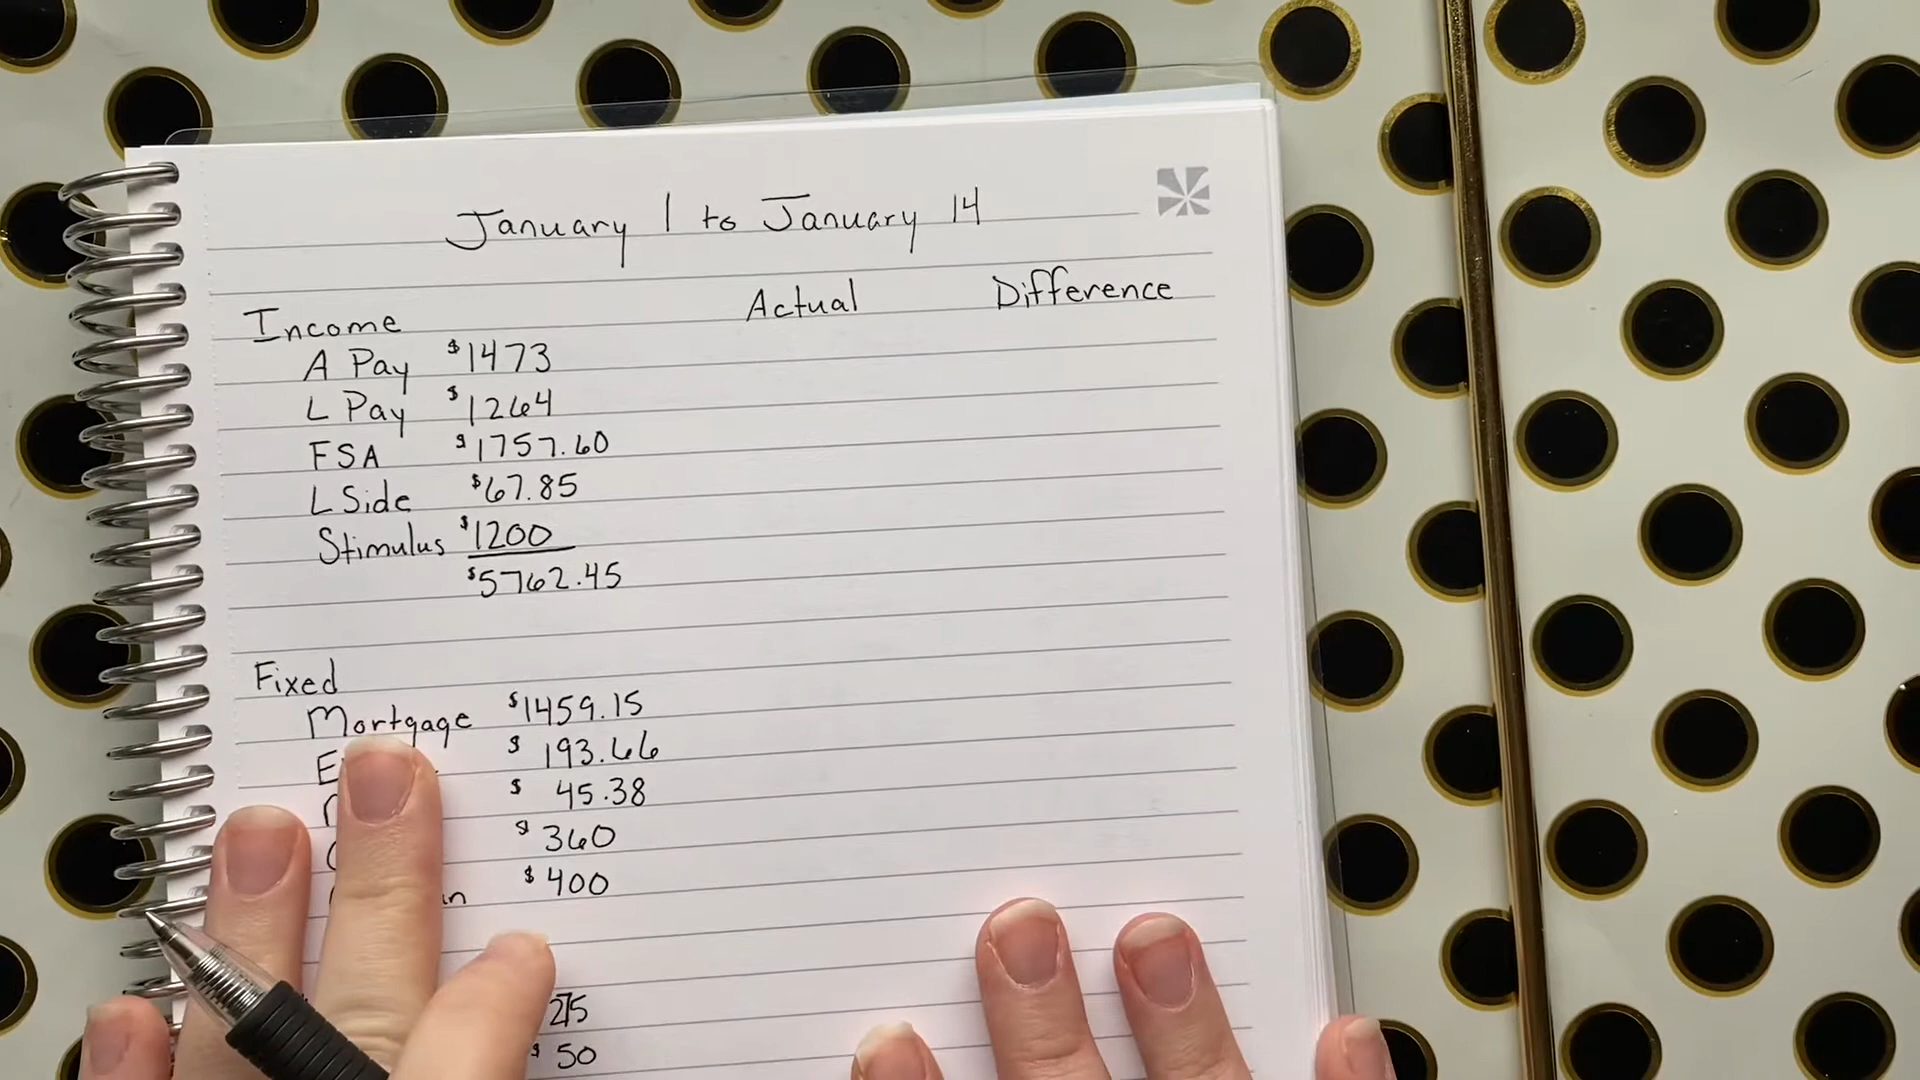 January 1 to January 14
Income Actual Difference
A Pay $1473
L Pay $1264
FSA $1757.60
L Side $67.85
Stimulus $1200
$5762.45
Fixed
Mortgage $1459.15
$193.66
$45.38
$360
$400
275
$50